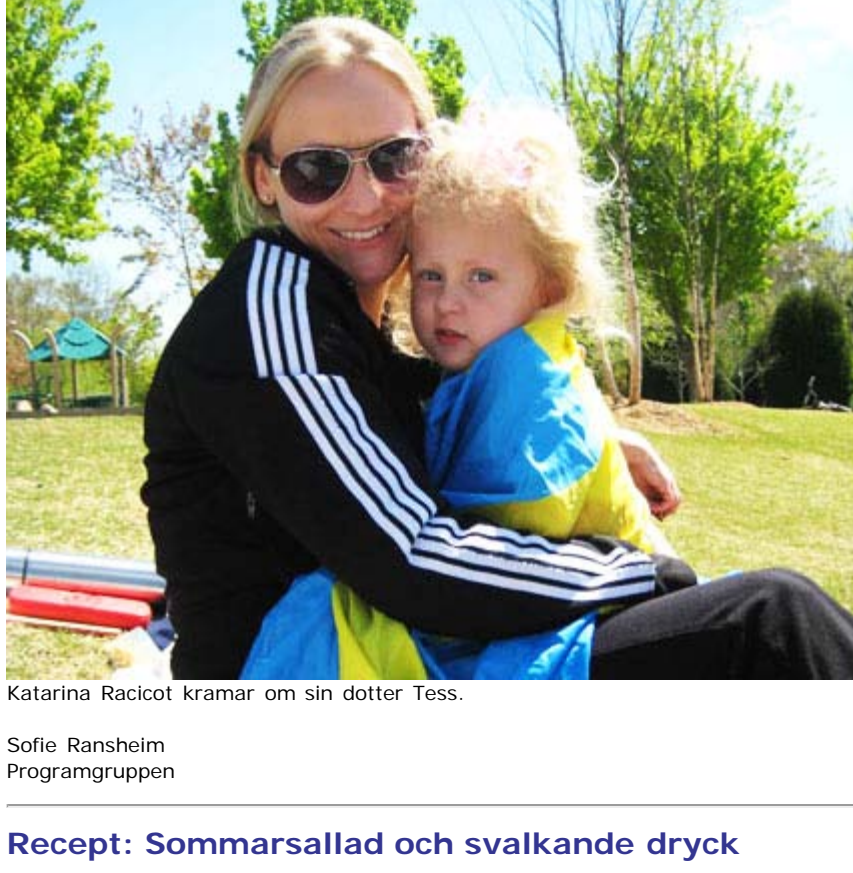 Katarina Racicot kramar om sin dotter Tess.
Sofie Ransheim
Programgruppen
Recept: Sommarsallad och svalkande dryck